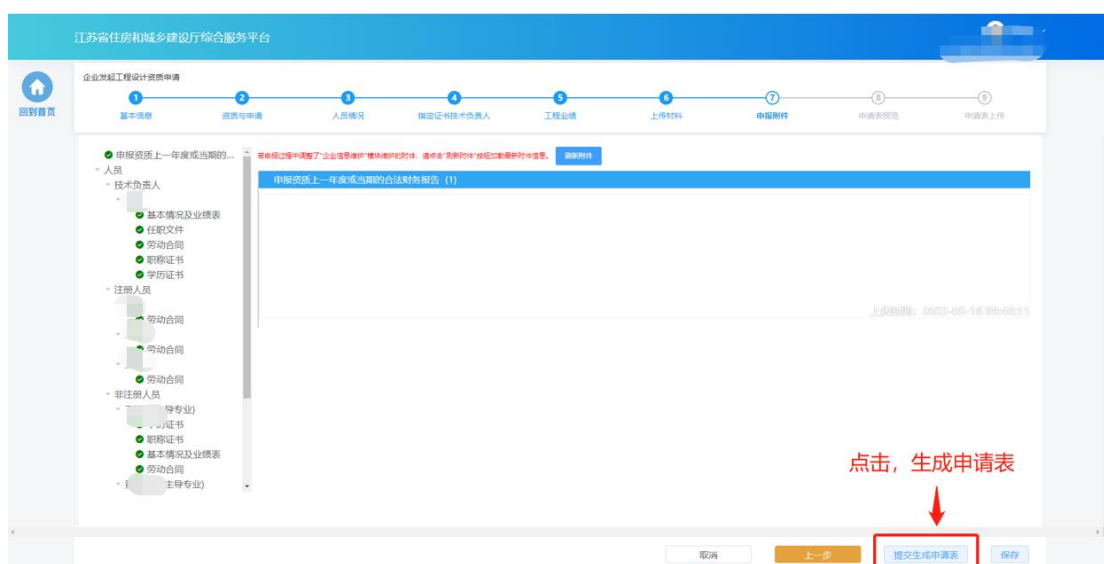 江苏省住房和城乡建设厅综合服务平台
回到首页
企业发起工程设计资质申请
1 2 3 4 5 6 7 8 9
基本信息 资质与申请 人员情况 指定证书技术负责人 工程业绩 上传材料 申报附件 申请表预览 申请表上传
申报资质上一年度或当期的...
人员
技术负责人
基本情况及业绩表
任职文件
劳动合同
职称证书
学历证书
注册人员
劳动合同
劳动合同
劳动合同
非注册人员
导专业)
历证书
职称证书
基本情况及业绩表
劳动合同
主导专业)
若申报过程中调整了“企业信息维护”模块维护的附件，请点击“刷新附件”按钮加载最新附件信息。 刷新附件
申报资质上一年度或当期的合法财务报告 (1)
点击，生成申请表
取消 上一步 提交生成申请表 保存